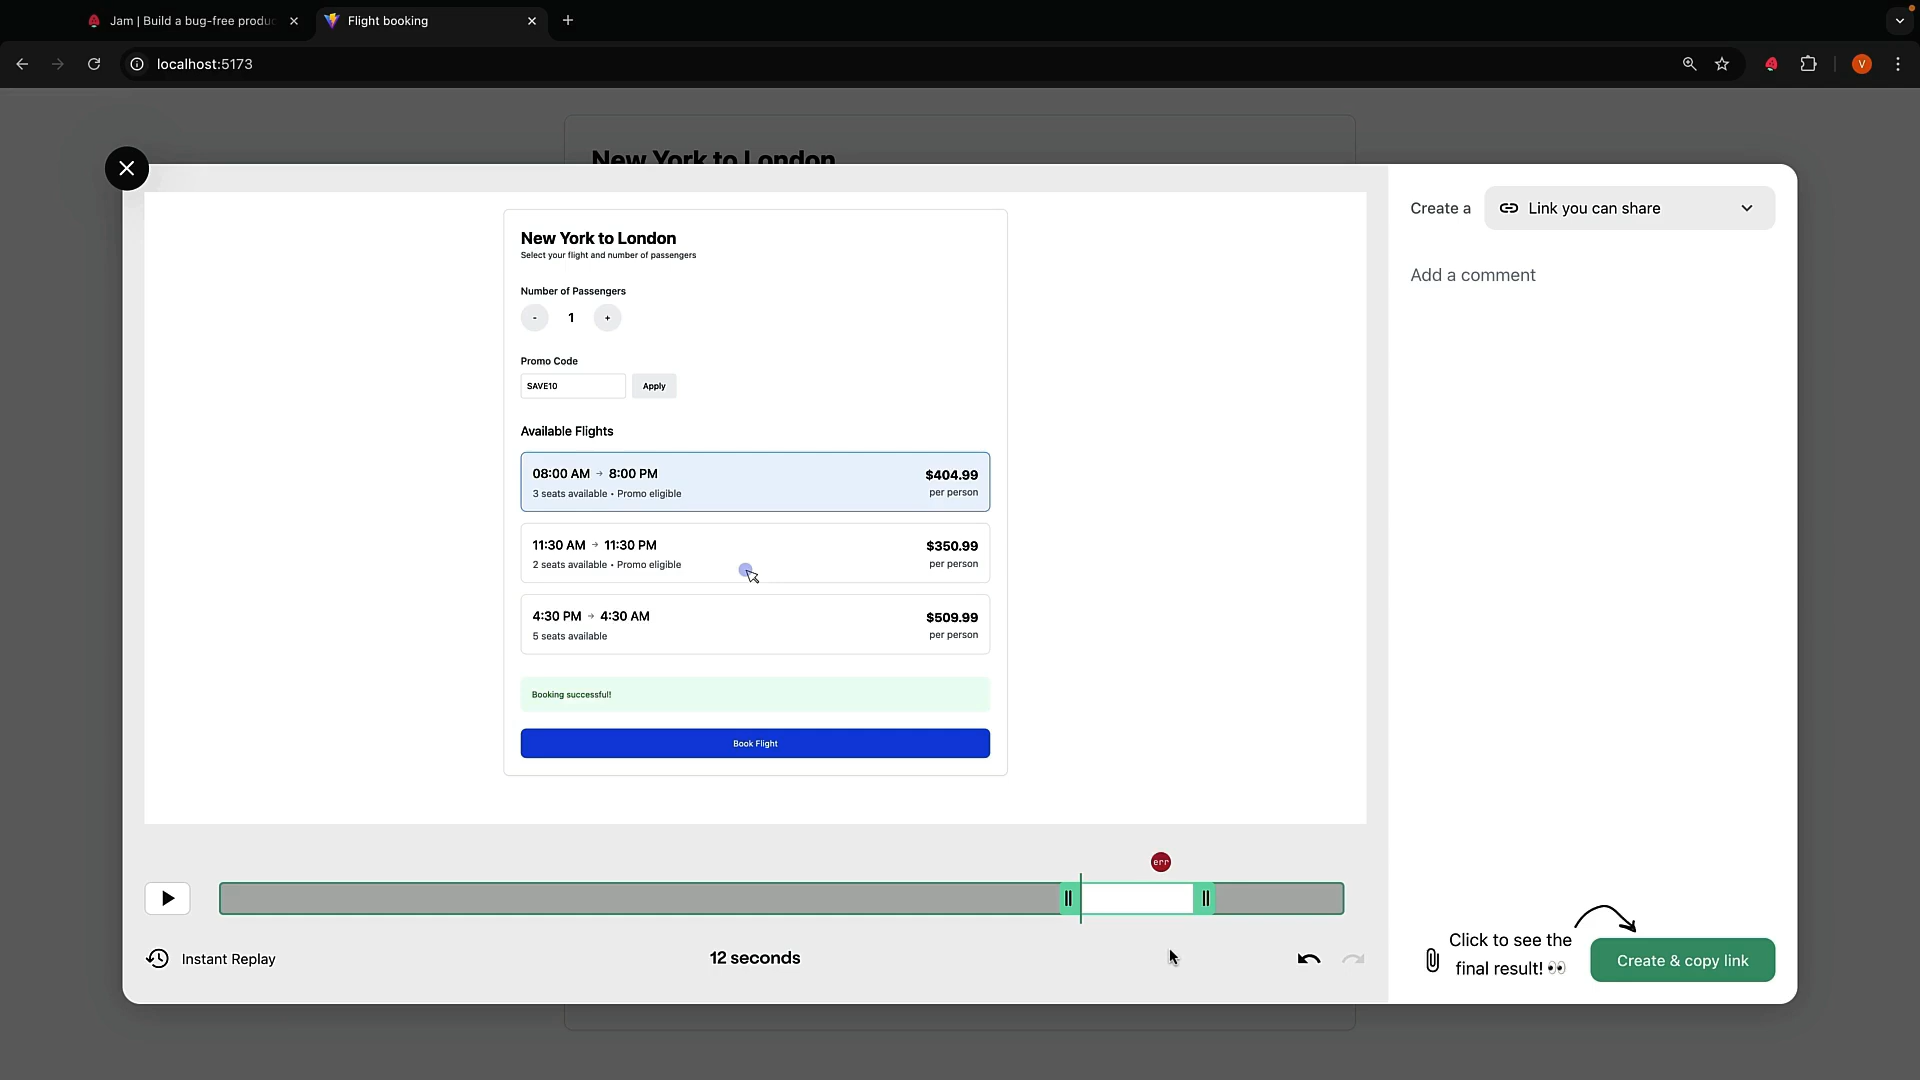 Jam | Build a bug-free produc
Flight booking
localhost:5173
V
New York to London
New York to London
Select your flight and number of passengers
Number of Passengers
- 1 +
Promo Code
SAVE10
Apply
Available Flights
08:00 AM → 8:00 PM
$404.99
3 seats available • Promo eligible
per person
11:30 AM → 11:30 PM
$350.99
2 seats available • Promo eligible
per person
4:30 PM → 4:30 AM
$509.99
5 seats available
per person
Booking successful!
Book Flight
err
Instant Replay
12 seconds
Create a
Link you can share
Add a comment
Click to see the
final result! 👀
Create & copy link